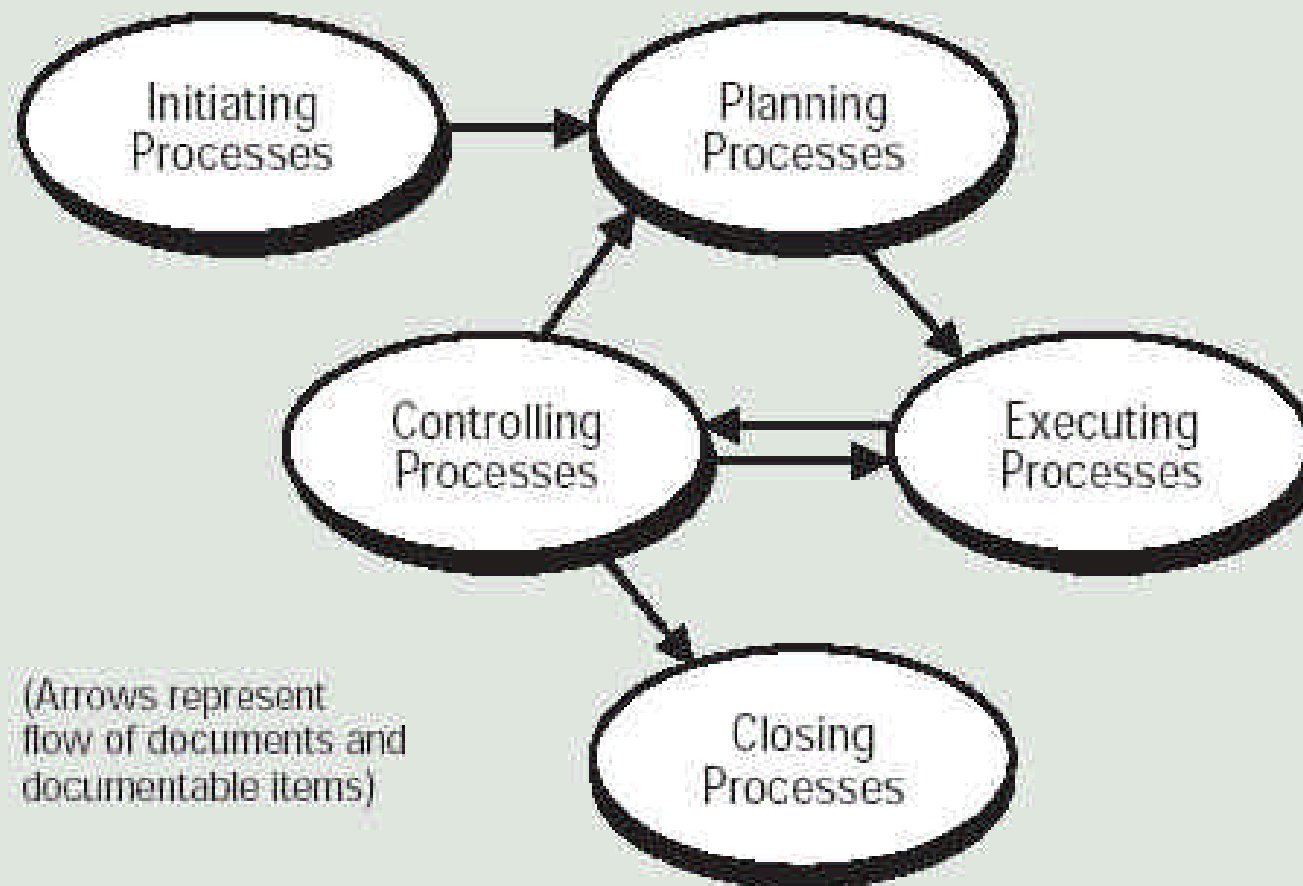 Initiating
Processes
Planning
Processes
Controlling
Processes
Executing
Processes
Closing
Processes
(Arrows represent
flow of documents and
documentable items)